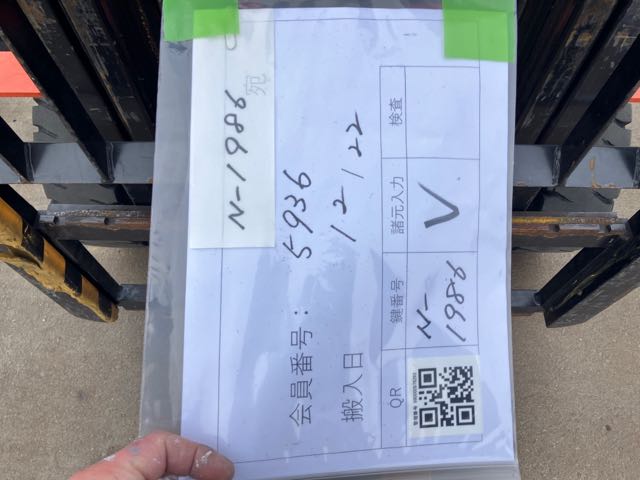 N-1986
宛
会員番号： 5936
搬入日 12/22
QR 鍵番号 諸元入力 検査
N-1986 V